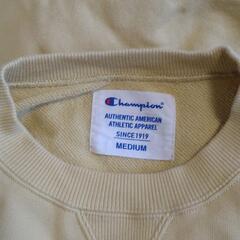 Champion
AUTHENTIC AMERICAN
ATHLETIC APPAREL
SINCE 1919
MEDIUM